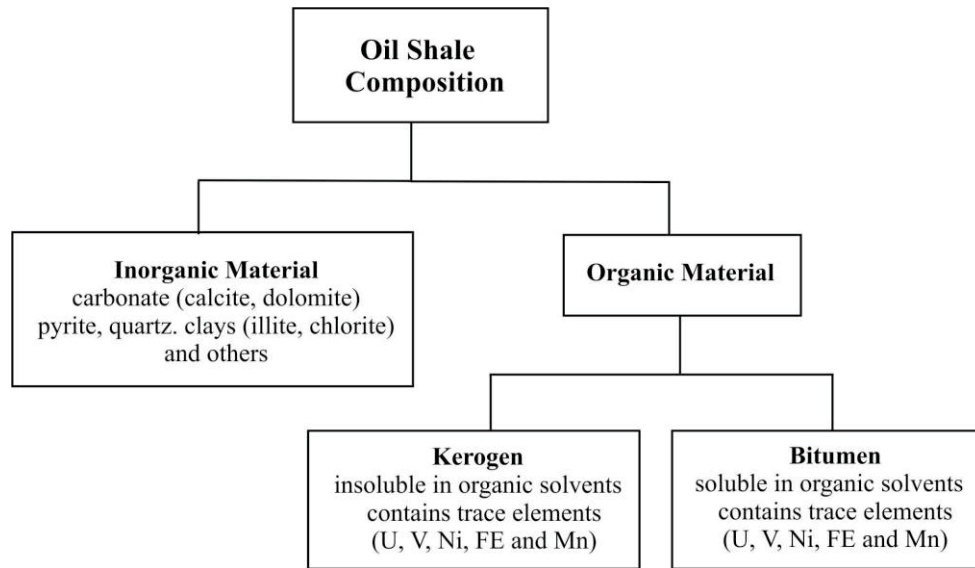 Oil Shale
Composition
Inorganic Material
carbonate (calcite, dolomite)
pyrite, quartz. clays (illite, chlorite)
and others
Organic Material
Kerogen
insoluble in organic solvents
contains trace elements
(U, V, Ni, FE and Mn)
Bitumen
soluble in organic solvents
contains trace elements
(U, V, Ni, FE and Mn)